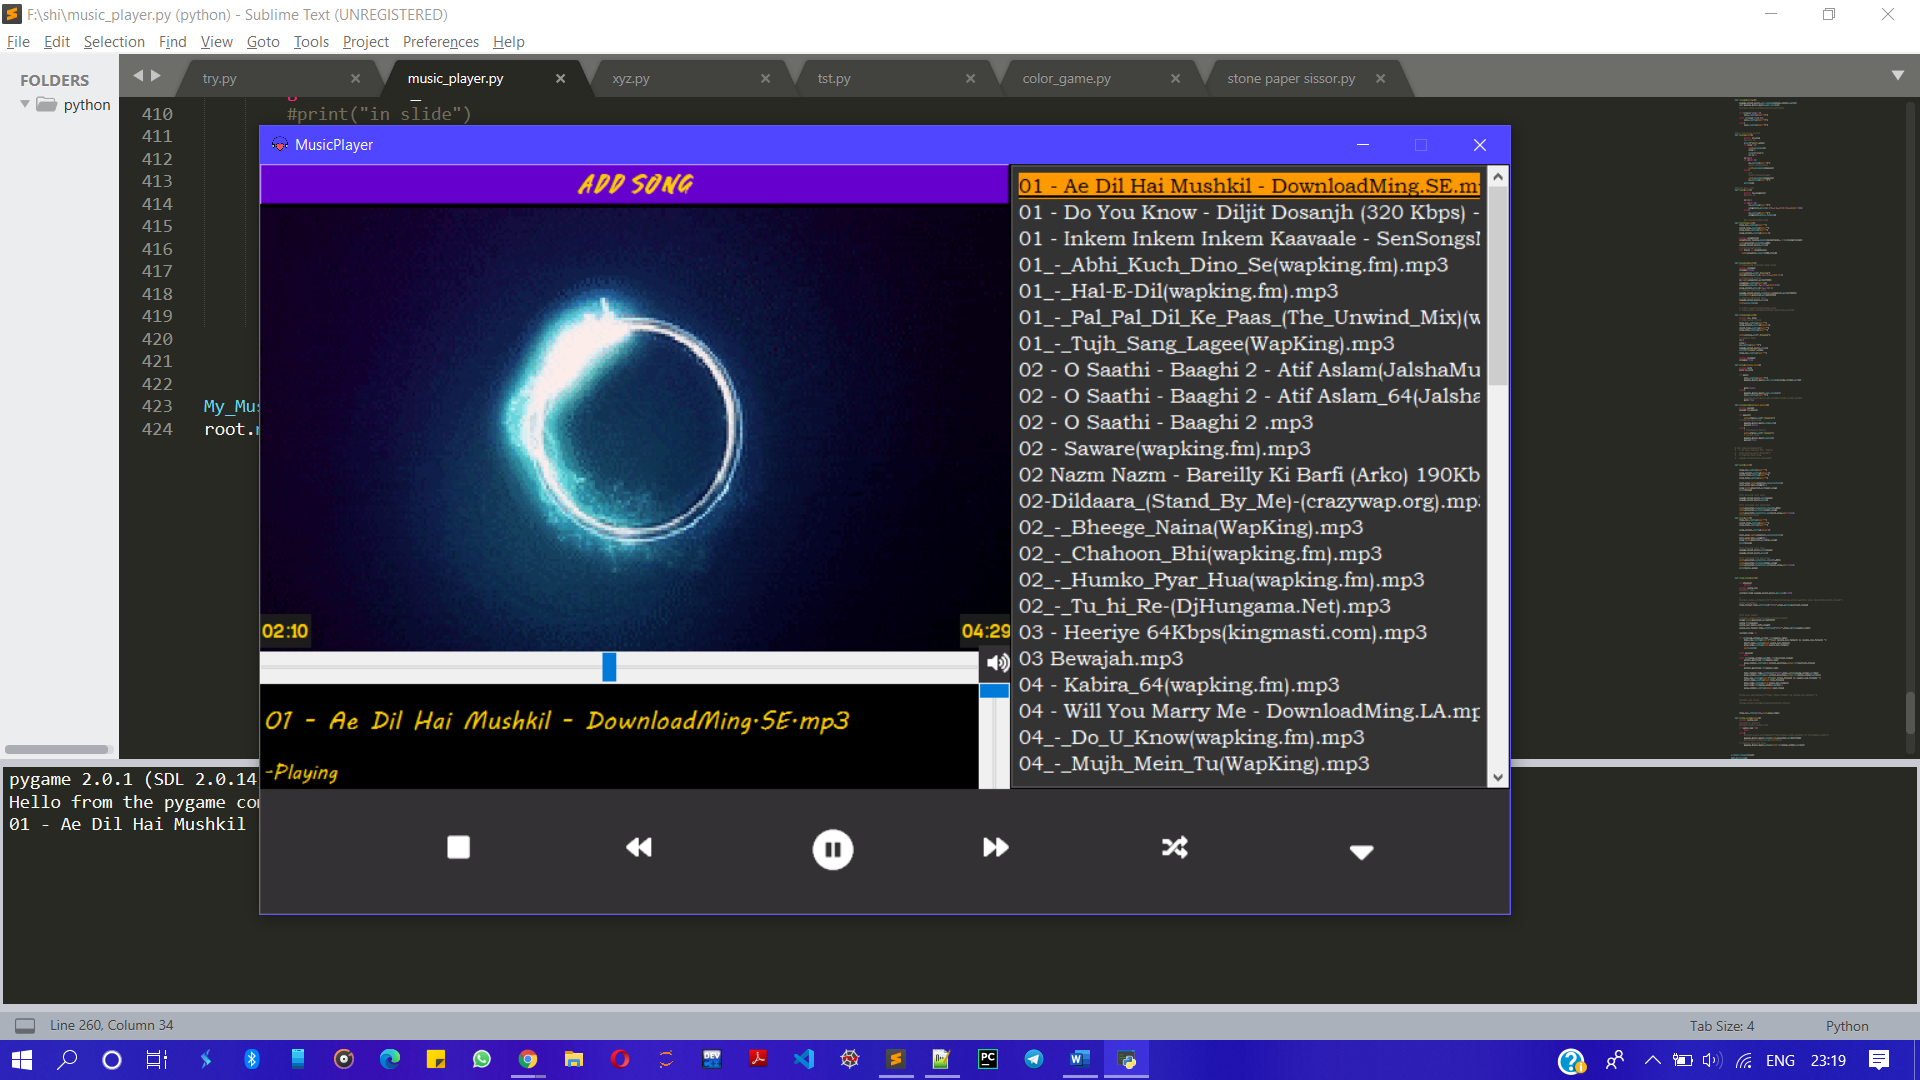 F:\shi\music_player.py (python) - Sublime Text (UNREGISTERED)
File Edit Selection Find View Goto Tools Project Preferences Help
FOLDERS
python
try.py
music_player.py
xyz.py
tst.py
color_game.py
stone paper sissor.py
410 #print("in slide")
411
412
413
414
415
416
417
418
419
420
421
422
423 My_Mus
424 root.
MusicPlayer
ADD SONG
02:10
04:29
01 - Ae Dil Hai Mushkil - DownloadMing.SE.mp3
-Playing
01 - Ae Dil Hai Mushkil - DownloadMing.SE.m
01 - Do You Know - Diljit Dosanjh (320 Kbps) -
01 - Inkem Inkem Inkem Kaavaale - SenSongs
01_-_Abhi_Kuch_Dino_Se(wapking.fm).mp3
01_-_Hal-E-Dil(wapking.fm).mp3
01_-_Pal_Pal_Dil_Ke_Paas_(The_Unwind_Mix)(w
01_-_Tujh_Sang_Lagee(WapKing).mp3
02 - O Saathi - Baaghi 2 - Atif Aslam(JalshaMu
02 - O Saathi - Baaghi 2 - Atif Aslam_64(Jalsha
02 - O Saathi - Baaghi 2 .mp3
02 - Saware(wapking.fm).mp3
02 Nazm Nazm - Bareilly Ki Barfi (Arko) 190Kb
02-Dildaara_(Stand_By_Me)-(crazywap.org).mp
02_-_Bheege_Naina(WapKing).mp3
02_-_Chahoon_Bhi(wapking.fm).mp3
02_-_Humko_Pyar_Hua(wapking.fm).mp3
02_-_Tu_hi_Re-(DjHungama.Net).mp3
03 - Heeriye 64Kbps(kingmasti.com).mp3
03 Bewajah.mp3
04 - Kabira_64(wapking.fm).mp3
04 - Will You Marry Me - DownloadMing.LA.mp
04_-_Do_U_Know(wapking.fm).mp3
04_-_Mujh_Mein_Tu(WapKing).mp3
pygame 2.0.1 (SDL 2.0.14
Hello from the pygame co
01 - Ae Dil Hai Mushkil
Line 260, Column 34
Tab Size: 4
Python
ENG
23:19